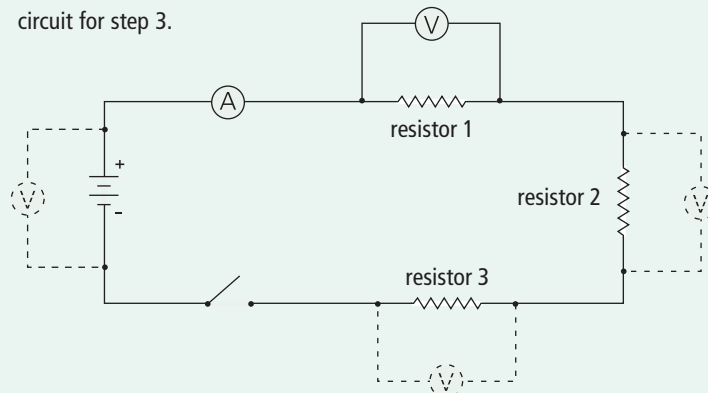 circuit for step 3.
V
A
resistor 1
+
V
-
resistor 2
V
resistor 3
V